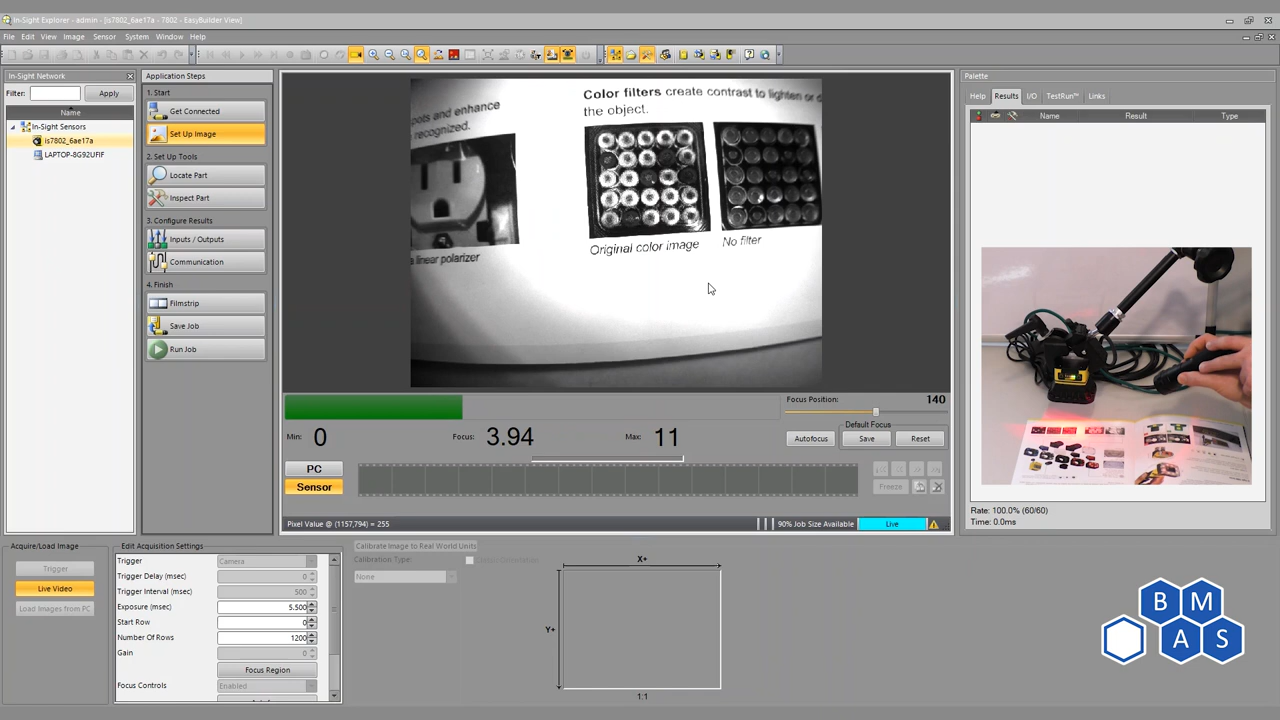 In-Sight Explorer - admin - [is7802_6ae17a - 7802 - EasyBuilder View]
File Edit View Image Sensor System Window Help
In-Sight Network
Filter: Apply
Name
In-Sight Sensors
is7802_6ae17a
LAPTOP-8G92UFIF
Application Steps
1. Start
Get Connected
Set Up Image
2. Set Up Tools
Locate Part
Inspect Part
3. Configure Results
Inputs / Outputs
Communication
4. Finish
Filmstrip
Save Job
Run Job
pots and enhance
recognized.
a linear polarizer
Color filters create contrast to lighten or
the object.
Original color image
No filter
Min: 0 Focus: 3.94 Max: 11
Focus Position: 140
Default Focus
Autofocus Save Reset
PC
Sensor
Freeze
Pixel Value @ (1157,794) = 255
90% Job Size Available Live
Palette
Help Results I/O TestRun™ Links
Name Result Type
Rate: 100.0% (60/60)
Time: 0.0ms
Acquire/Load Image
Trigger
Live Video
Load Images from PC
Edit Acquisition Settings
Trigger Camera
Trigger Delay (msec) 0
Trigger Interval (msec) 500
Exposure (msec) 5.500
Start Row 0
Number Of Rows 1200
Gain 0
Focus Region
Focus Controls Enabled
Calibrate Image to Real World Units
Calibration Type:
None
X+
Y+
1:1
B M
A S